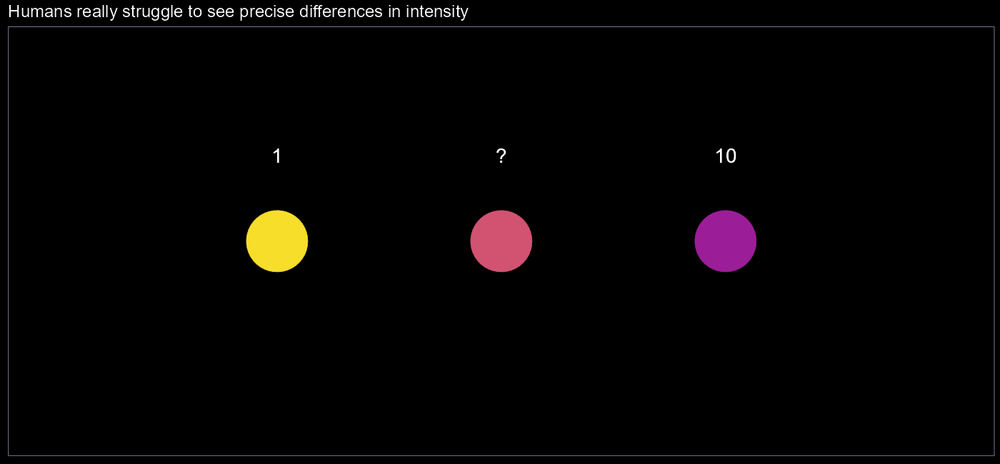 Humans really struggle to see precise differences in intensity
1 ? 10